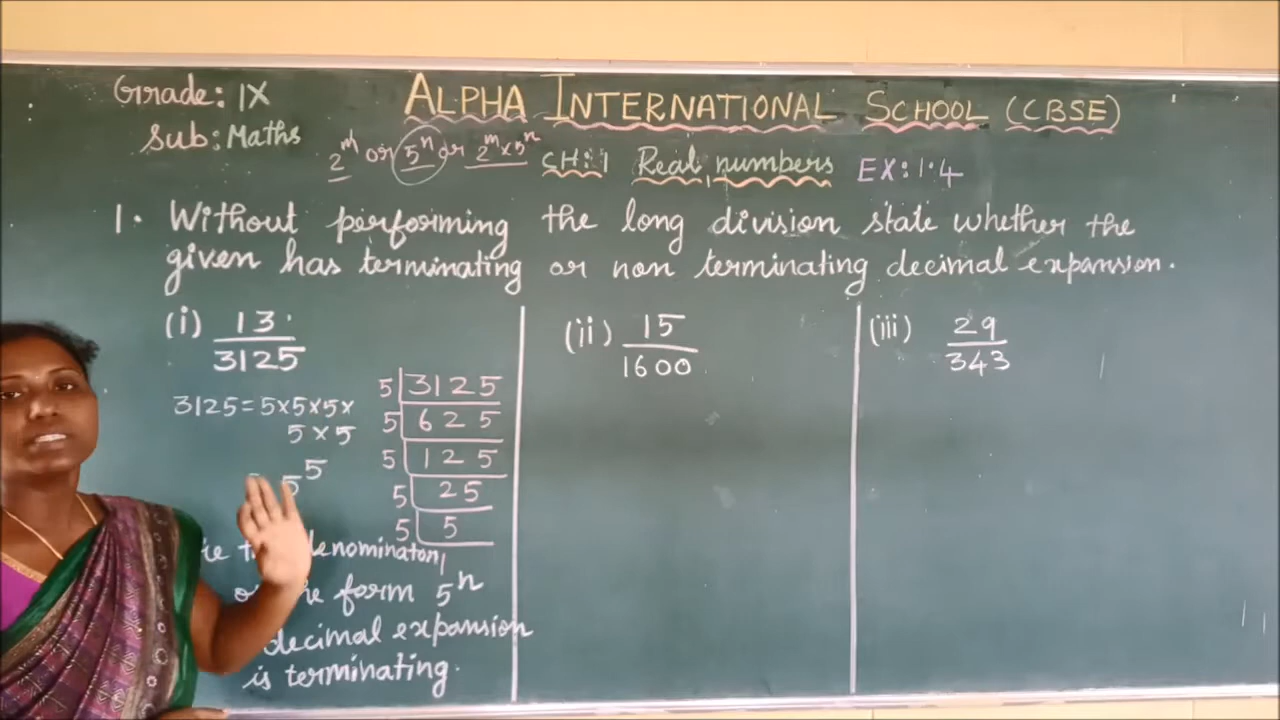 Grade: IX
ALPHA INTERNATIONAL SCHOOL (CBSE)
Sub: Maths
2^m or 5^n or 2^m × 5^n
CH: 1 Real numbers EX: 1.4
1. Without performing the long division state whether the
given has terminating or non terminating decimal expansion.
(i) 13/3125
3125 = 5×5×5×
5×5
5^5
5 | 3125
5 | 625
5 | 125
5 | 25
5 | 5
denominator,
form 5^n
decimal expansion
is terminating.
(ii) 15/1600
(iii) 29/343